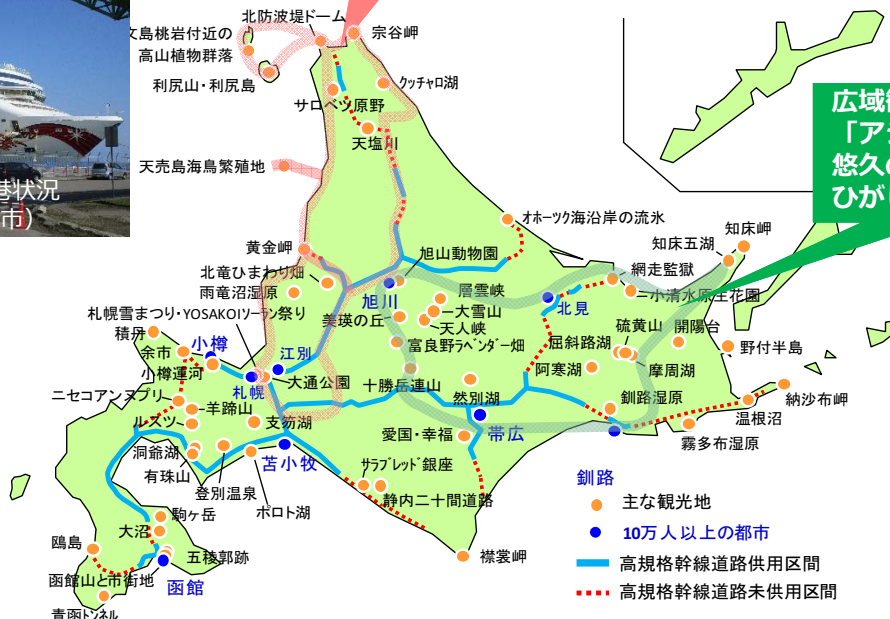 北防波堤ドーム
宗谷岬
文島桃岩付近の
高山植物群落
利尻山・利尻島
クッチャロ湖
サロベツ原野
天塩川
天売島海鳥繁殖地
広域
「ア
悠久の
ひが
港状況
市）
オホーツク海沿岸の流氷
知床岬
知床五湖
黄金岬
旭山動物園
網走監獄
北竜ひまわり畑
小清水原生花園
雨竜沼湿原
旭川
層雲峡
北見
大雪山
美瑛の丘
天人峡
硫黄山
開陽台
札幌雪まつり・YOSAKOIソーラン祭り
積丹
小樽
富良野ラベンダー畑
屈斜路湖
野付半島
余市
江別
小樽運河
札幌
大通公園
十勝岳連山
阿寒湖
摩周湖
ニセコアンヌプリ
羊蹄山
然別湖
釧路湿原
納沙布岬
ルスツ
支笏湖
温根沼
洞爺湖
帯広
愛国・幸福
霧多布湿原
有珠山
苫小牧
登別温泉
サラブレッド銀座
釧路
ポロト湖
静内二十間道路
主な観光地
駒ヶ岳
大沼
10万人以上の都市
鴎島
五稜郭跡
襟裳岬
高規格幹線道路供用区間
函館山と市街地
函館
高規格幹線道路未供用区間
青函トンネル